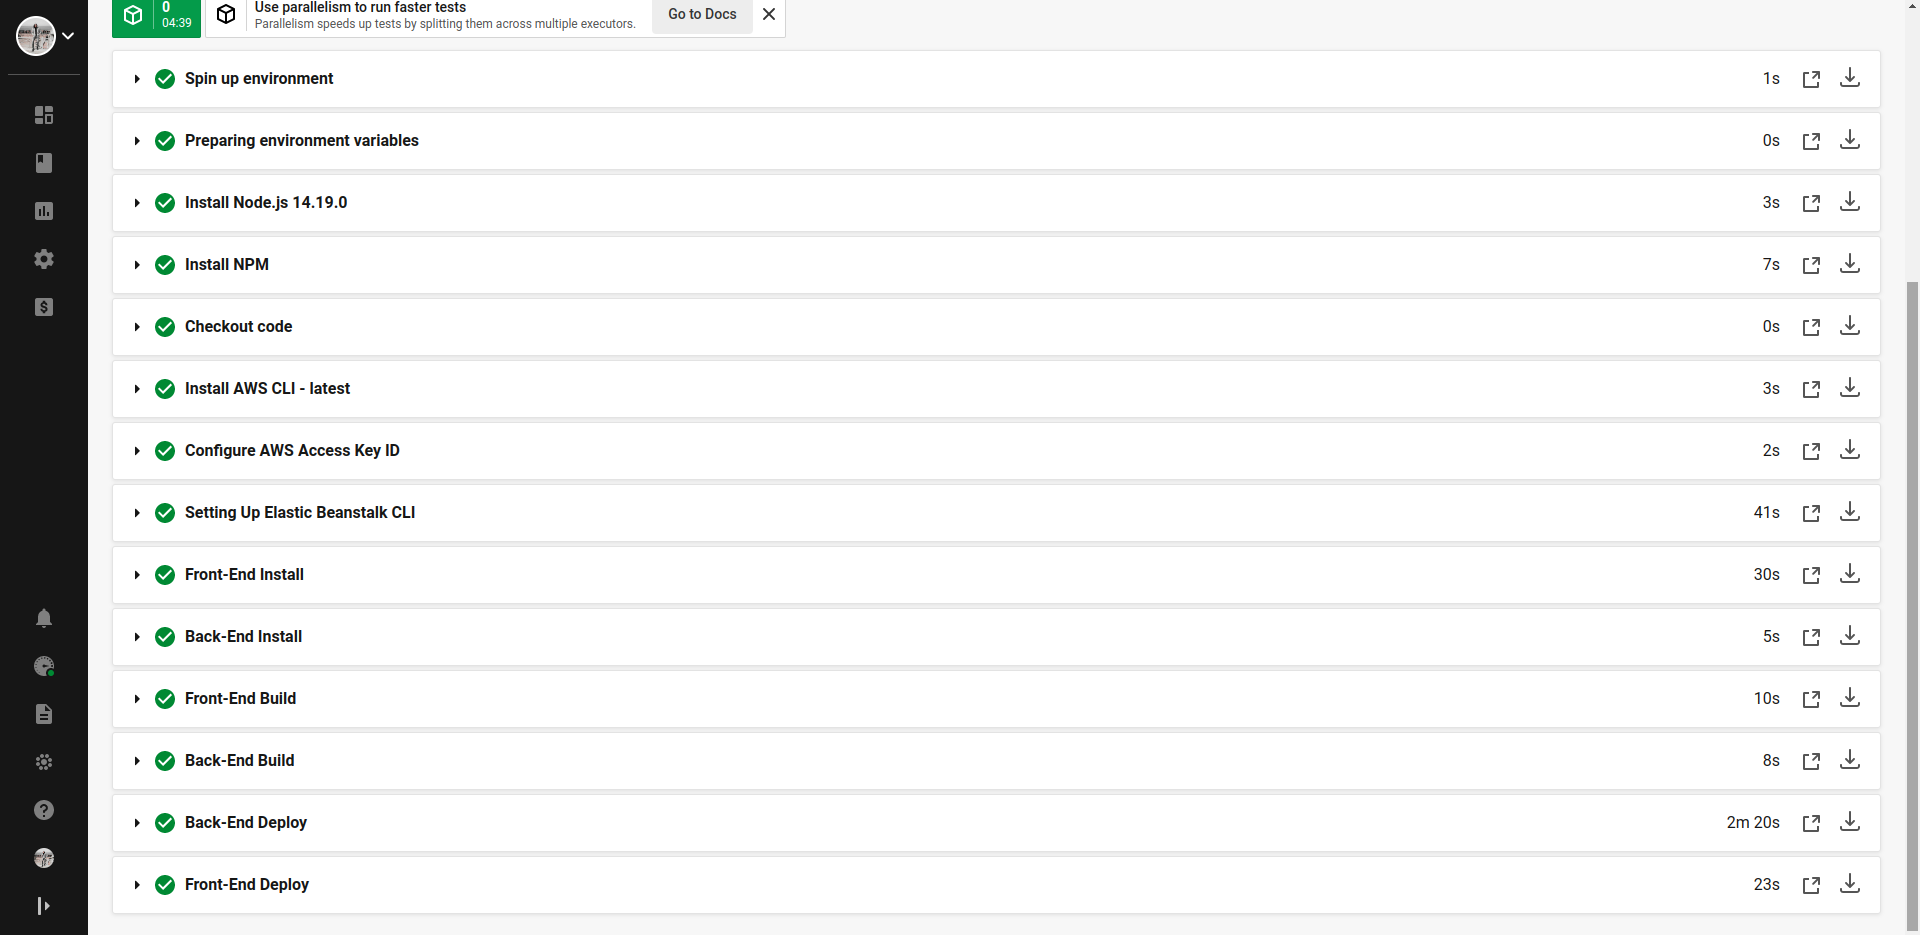 0
04:39
Use parallelism to run faster tests
Parallelism speeds up tests by splitting them across multiple executors.
Go to Docs
Spin up environment 1s
Preparing environment variables 0s
Install Node.js 14.19.0 3s
Install NPM 7s
Checkout code 0s
Install AWS CLI - latest 3s
Configure AWS Access Key ID 2s
Setting Up Elastic Beanstalk CLI 41s
Front-End Install 30s
Back-End Install 5s
Front-End Build 10s
Back-End Build 8s
Back-End Deploy 2m 20s
Front-End Deploy 23s